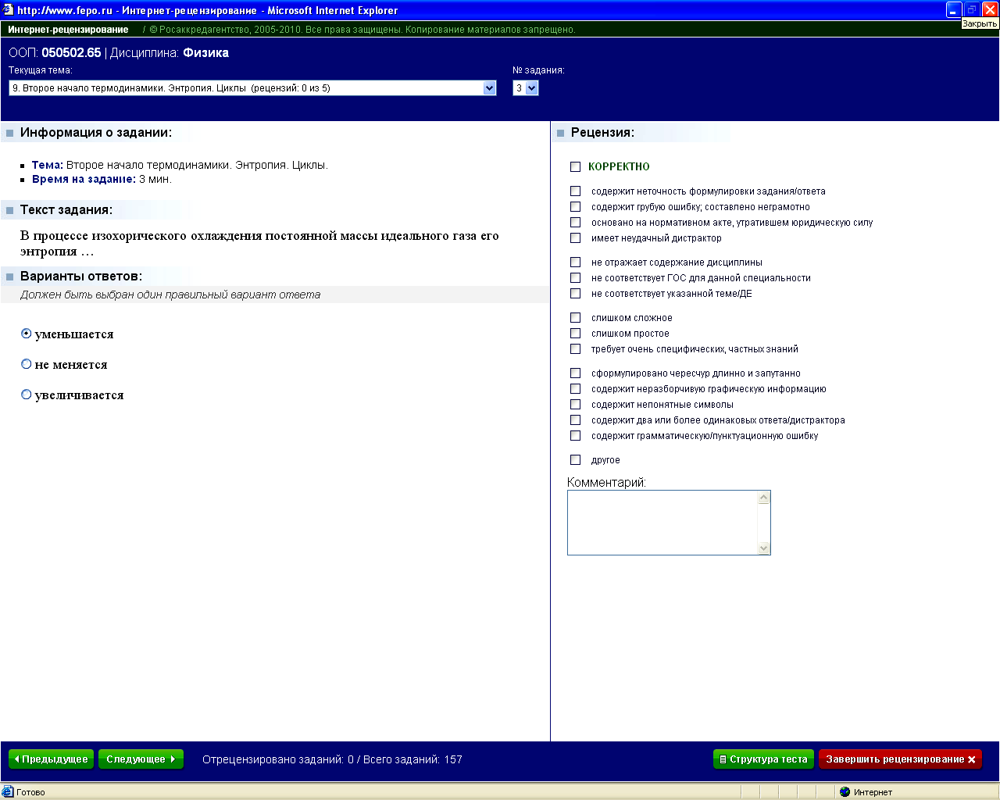 http://www.fepo.ru - Интернет-рецензирование - Microsoft Internet Explorer
Закрыть
Интернет-рецензирование / © Росаккредагентство, 2005-2010. Все права защищены. Копирование материалов запрещено.
ООП: 050502.65 | Дисциплина: Физика
Текущая тема: № задания:
9. Второе начало термодинамики. Энтропия. Циклы (рецензий: 0 из 5) 3
Информация о задании:
Тема: Второе начало термодинамики. Энтропия. Циклы.
Время на задание: 3 мин.
Текст задания:
В процессе изохорического охлаждения постоянной массы идеального газа его
энтропия …
Варианты ответов:
Должен быть выбран один правильный вариант ответа
уменьшается
не меняется
увеличивается
Рецензия:
КОРРЕКТНО
содержит неточность формулировки задания/ответа
содержит грубую ошибку; составлено неграмотно
основано на нормативном акте, утратившем юридическую силу
имеет неудачный дистрактор
не отражает содержание дисциплины
не соответствует ГОС для данной специальности
не соответствует указанной теме/ДЕ
слишком сложное
слишком простое
требует очень специфических, частных знаний
сформулировано чересчур длинно и запутанно
содержит неразборчивую графическую информацию
содержит непонятные символы
содержит два или более одинаковых ответа/дистрактора
содержит грамматическую/пунктуационную ошибку
другое
Комментарий:
Предыдущее Следующее Отрецензировано заданий: 0 / Всего заданий: 157 Структура теста Завершить рецензирование
Готово Интернет